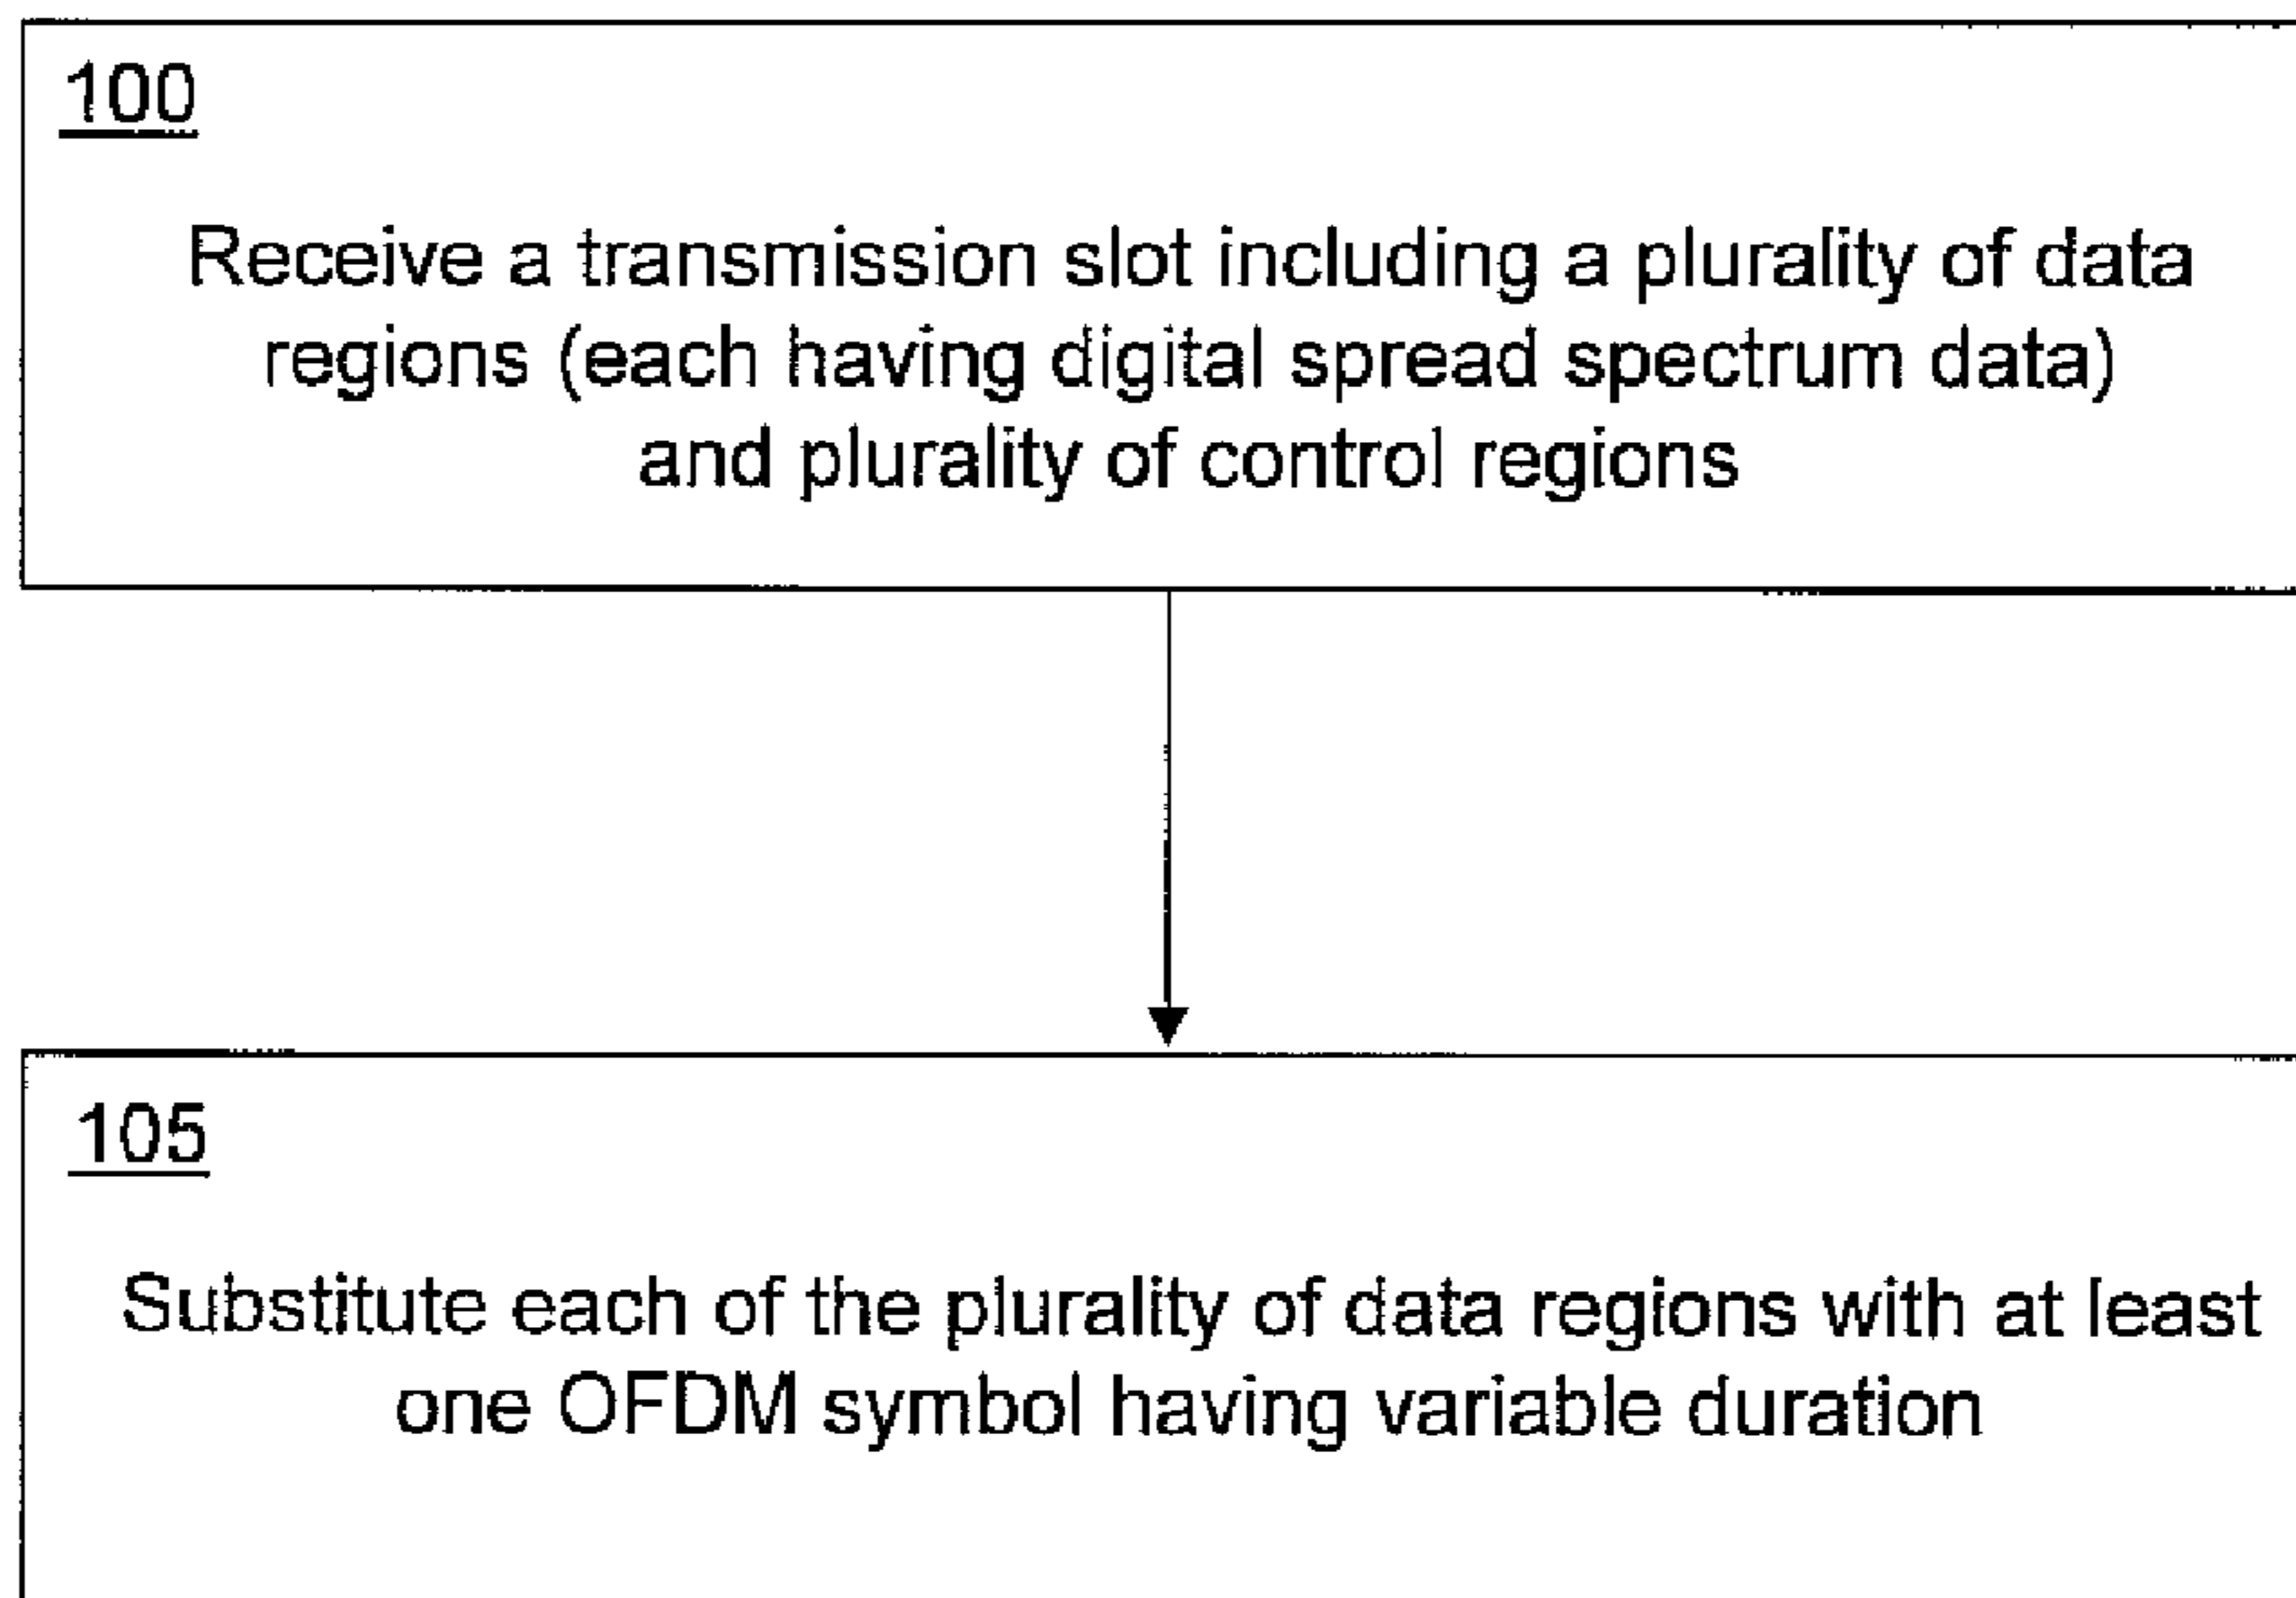 100
Receive a transmission slot including a plurality of data
regions (each having digital spread spectrum data)
and plurality of control regions
105
Substitute each of the plurality of data regions with at least
one OFDM symbol having variable duration